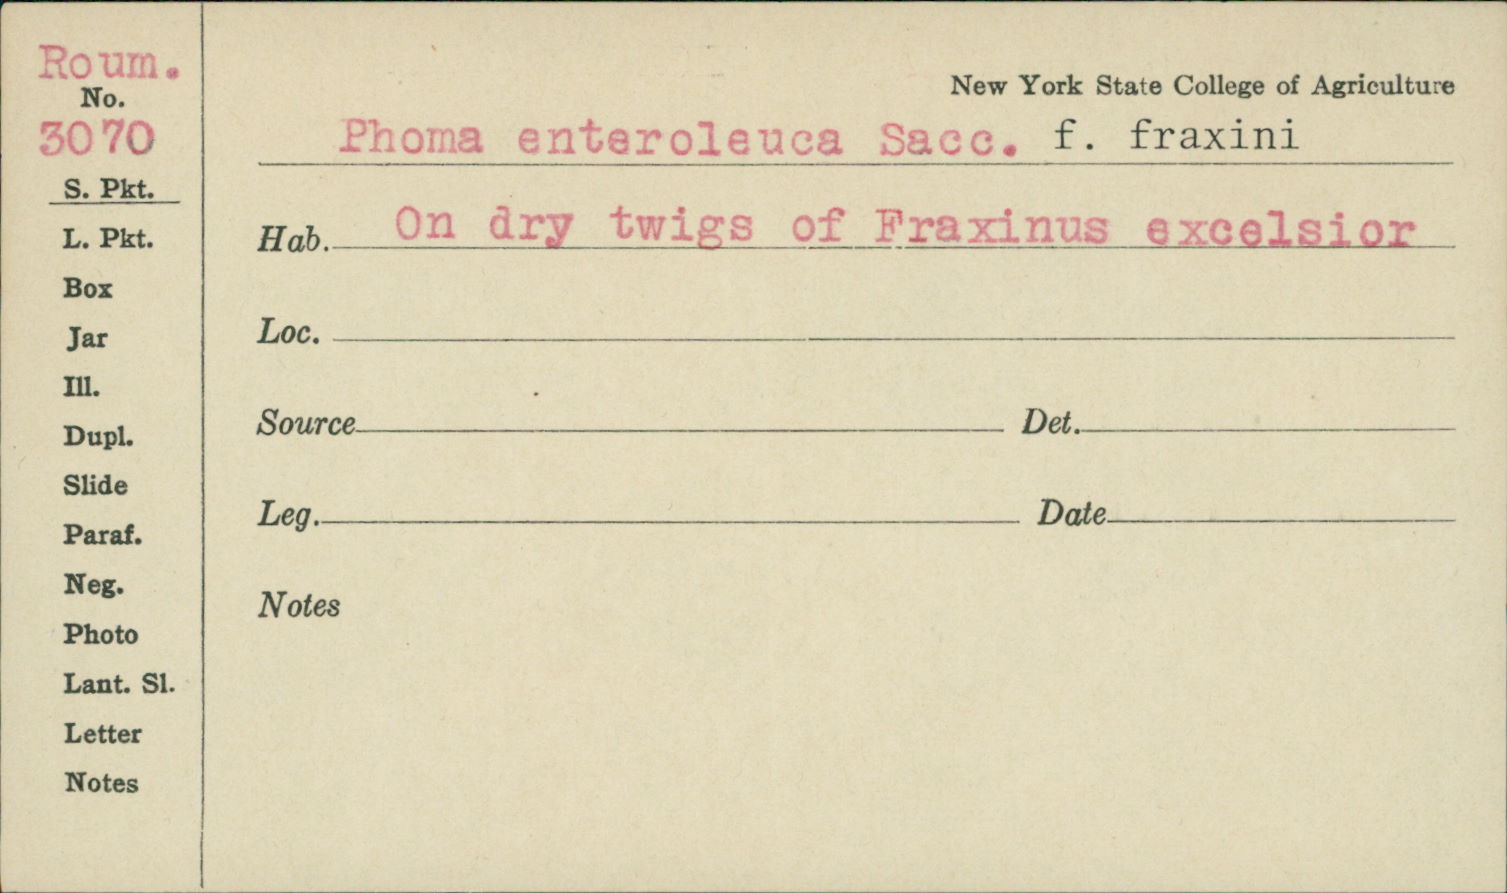 Roum.
No.
3070
S. Pkt.
L. Pkt.
Box
Jar
Ill.
Dupl.
Slide
Paraf.
Neg.
Photo
Lant. Sl.
Letter
Notes
New York State College of Agriculture
Phoma enteroleuca Sacc. f. fraxini
Hab. On dry twigs of Fraxinus excelsior
Loc.
Source Det.
Leg. Date
Notes